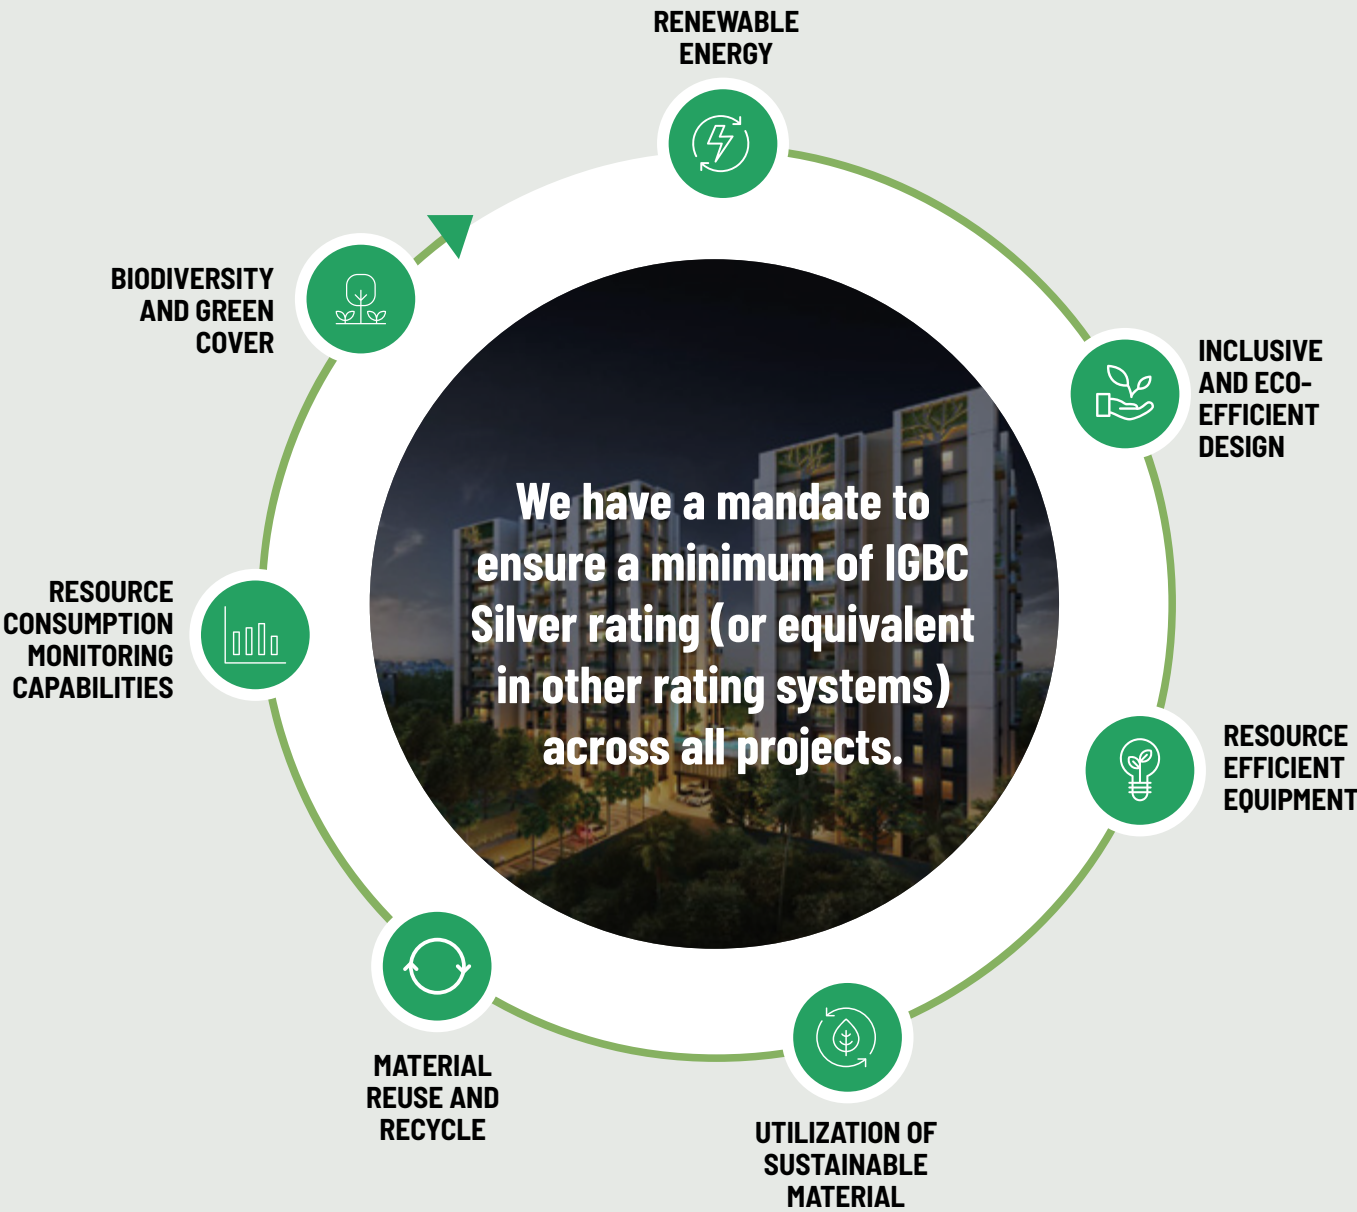 RENEWABLE
ENERGY
INCLUSIVE
AND ECO-
EFFICIENT
DESIGN
RESOURCE
EFFICIENT
EQUIPMENT
UTILIZATION OF
SUSTAINABLE
MATERIAL
MATERIAL
REUSE AND
RECYCLE
RESOURCE
CONSUMPTION
MONITORING
CAPABILITIES
BIODIVERSITY
AND GREEN
COVER
We have a mandate to
ensure a minimum of IGBC
Silver rating (or equivalent
in other rating systems)
across all projects.